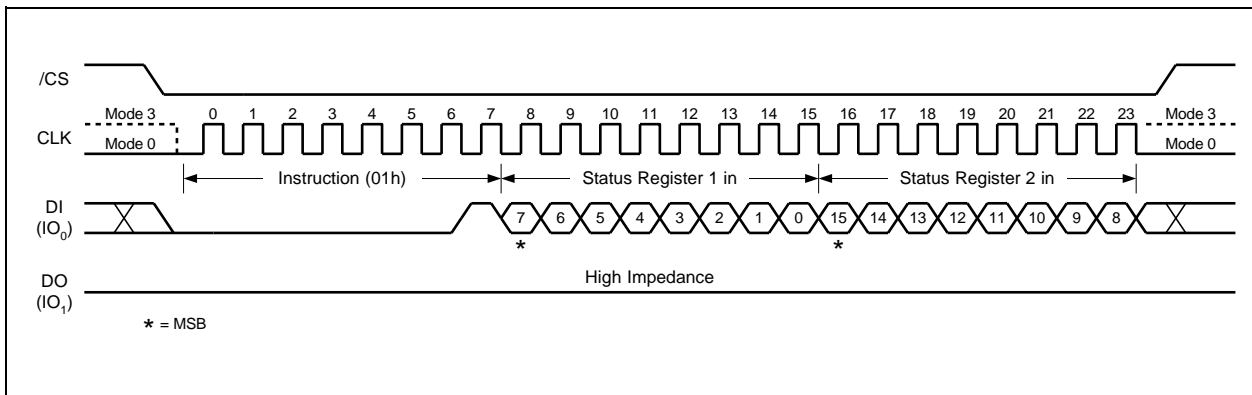 /CS
Mode 3 0 1 2 3 4 5 6 7 8 9 10 11 12 13 14 15 16 17 18 19 20 21 22 23 Mode 3
CLK
Mode 0 Mode 0
Instruction (01h) Status Register 1 in Status Register 2 in
DI
(IO₀)
7 6 5 4 3 2 1 0 15 14 13 12 11 10 9 8
* *
High Impedance
DO
(IO₁)
* = MSB